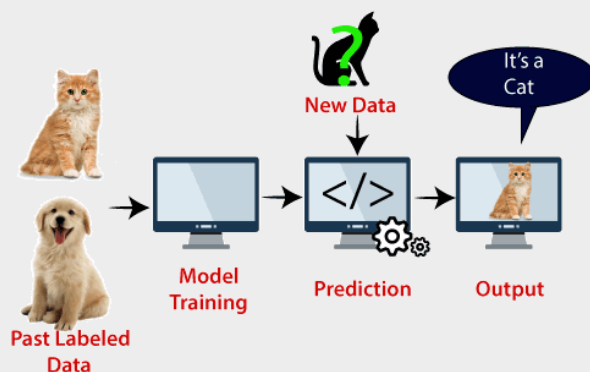 ?
New Data
It's a
Cat
</>
Model
Training
Prediction
Output
Past Labeled
Data